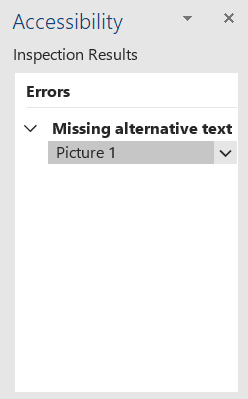 Accessibility
Inspection Results
Errors
Missing alternative text
Picture 1